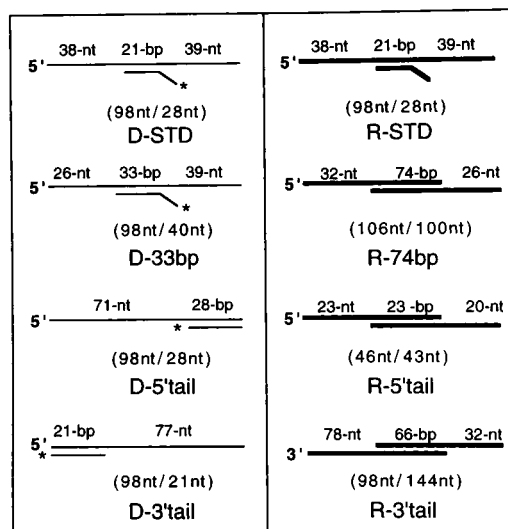 38-nt 21-bp 39-nt
5' *
(98nt/28nt)
D-STD
26-nt 33-bp 39-nt
5' *
(98nt/40nt)
D-33bp
71-nt 28-bp
5' *
(98nt/28nt)
D-5'tail
5'
21-bp 77-nt
*
(98nt/21nt)
D-3'tail
38-nt 21-bp 39-nt
5'
(98nt/28nt)
R-STD
32-nt 74-bp 26-nt
5'
(106nt/100nt)
R-74bp
23-nt 23-bp 20-nt
5'
(46nt/43nt)
R-5'tail
78-nt 66-bp 32-nt
3'
(98nt/144nt)
R-3'tail